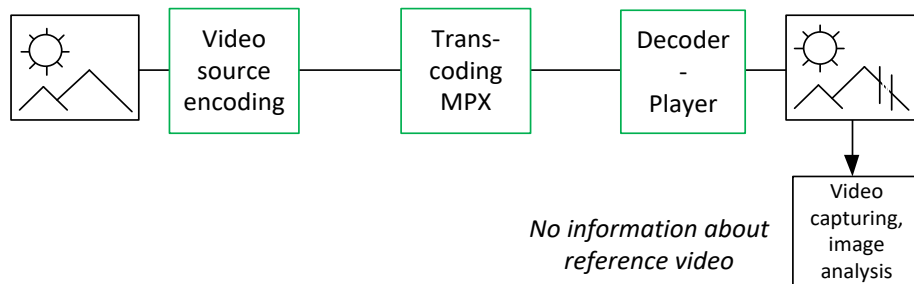 Video
source
encoding
Trans-
coding
MPX
Decoder
-
Player
Video
capturing,
image
analysis
No information about
reference video